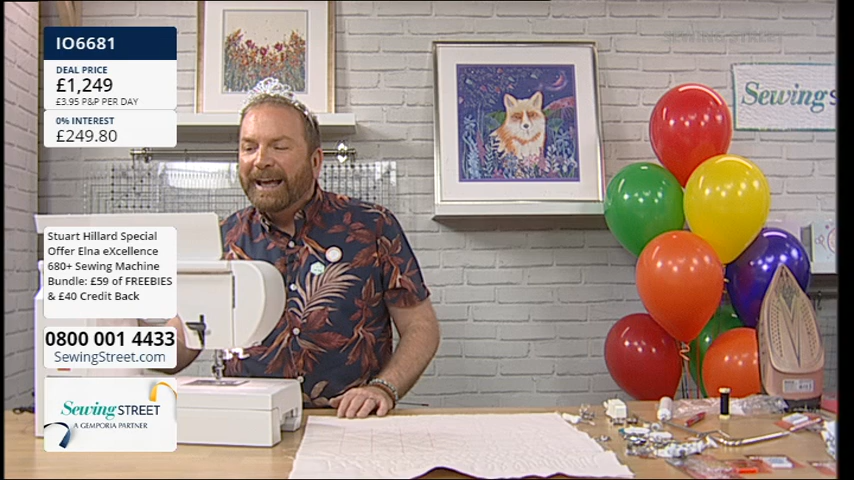 IO6681
DEAL PRICE
£1,249
£3.95 P&P PER DAY
0% INTEREST
£249.80
Stuart Hillard Special
Offer Elna eXcellence
680+ Sewing Machine
Bundle: £59 of FREEBIES
& £40 Credit Back
0800 001 4433
SewingStreet.com
Sewing STREET
A GEMPORIA PARTNER
SEWING STREET
SewingS